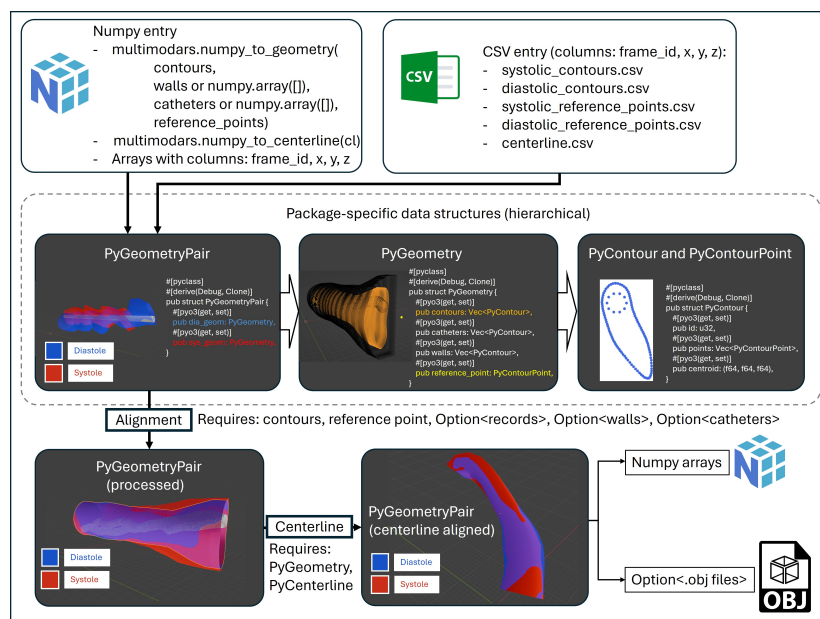 Numpy entry
- multimodars.numpy_to_geometry(
contours,
walls or numpy.array([]),
catheters or numpy.array([]),
reference_points)
- multimodars.numpy_to_centerline(cl)
- Arrays with columns: frame_id, x, y, z
CSV
CSV entry (columns: frame_id, x, y, z):
- systolic_contours.csv
- diastolic_contours.csv
- systolic_reference_points.csv
- diastolic_reference_points.csv
- centerline.csv
Package-specific data structures (hierarchical)
PyGeometryPair
#[pyclass]
#[derive(Debug, Clone)]
pub struct PyGeometryPair {
#[pyo3(get, set)]
pub dia_geom: PyGeometry,
#[pyo3(get, set)]
pub sys_geom: PyGeometry,
}
Diastole
Systole
PyGeometry
#[pyclass]
#[derive(Debug, Clone)]
pub struct PyGeometry {
#[pyo3(get, set)]
pub contours: Vec<PyContour>,
#[pyo3(get, set)]
pub catheters: Vec<PyContour>,
#[pyo3(get, set)]
pub walls: Vec<PyContour>,
#[pyo3(get, set)]
pub reference_point: PyContourPoint,
}
PyContour and PyContourPoint
#[pyclass]
#[derive(Debug, Clone)]
pub struct PyContour {
#[pyo3(get, set)]
pub id: u32,
#[pyo3(get, set)]
pub points: Vec<PyContourPoint>,
#[pyo3(get, set)]
pub centroid: (f64, f64, f64),
}
Alignment
Requires: contours, reference point, Option<records>, Option<walls>, Option<catheters>
PyGeometryPair
(processed)
Diastole
Systole
Centerline
Requires:
PyGeometry,
PyCenterline
PyGeometryPair
(centerline aligned)
Diastole
Systole
Numpy arrays
Option<.obj files>
OBJ